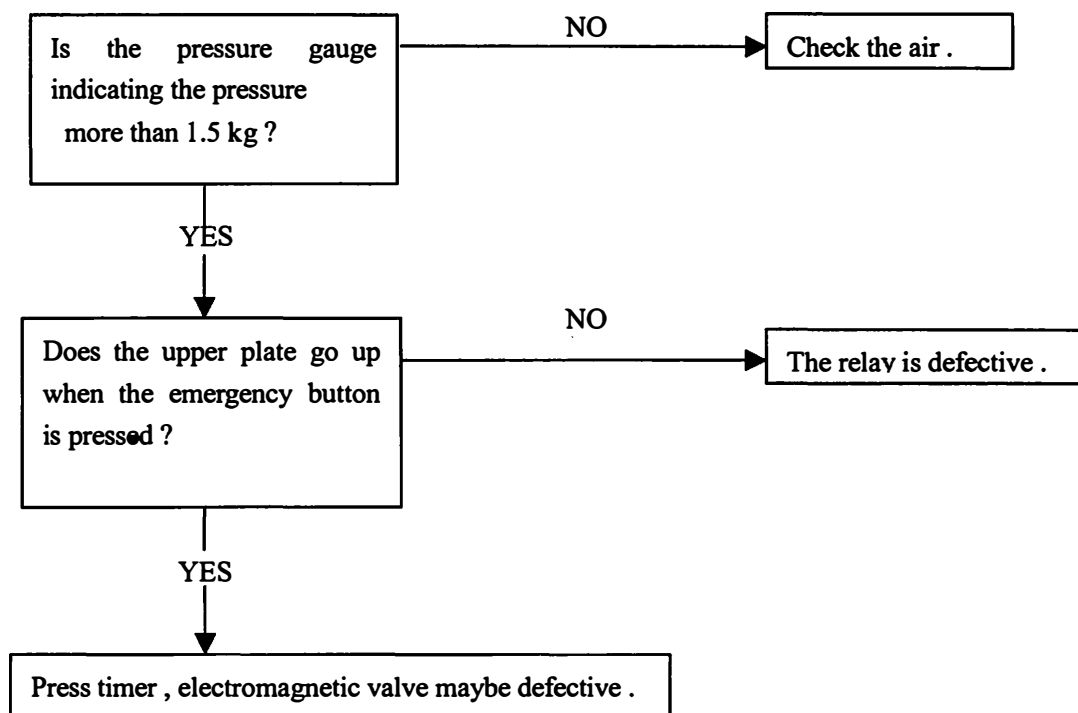 Is the pressure gauge
indicating the pressure
more than 1.5 kg ?
NO
Check the air .
YES
Does the upper plate go up
when the emergency button
is pressed ?
NO
The relay is defective .
YES
Press timer , electromagnetic valve maybe defective .